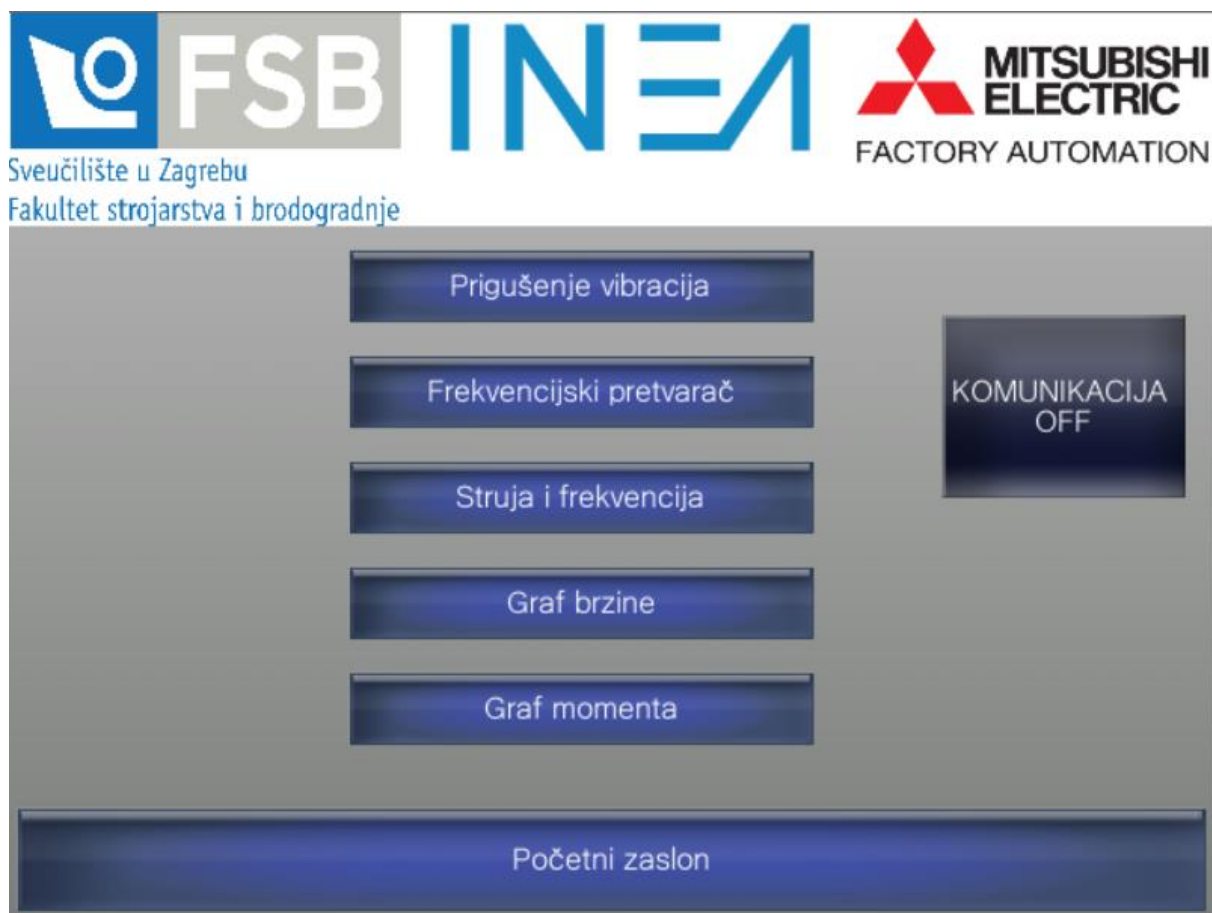 FSB
INEA
MITSUBISHI
ELECTRIC
FACTORY AUTOMATION
Sveučilište u Zagrebu
Fakultet strojarstva i brodogradnje
Prigušenje vibracija
Frekvencijski pretvarač
KOMUNIKACIJA
OFF
Struja i frekvencija
Graf brzine
Graf momenta
Početni zaslon